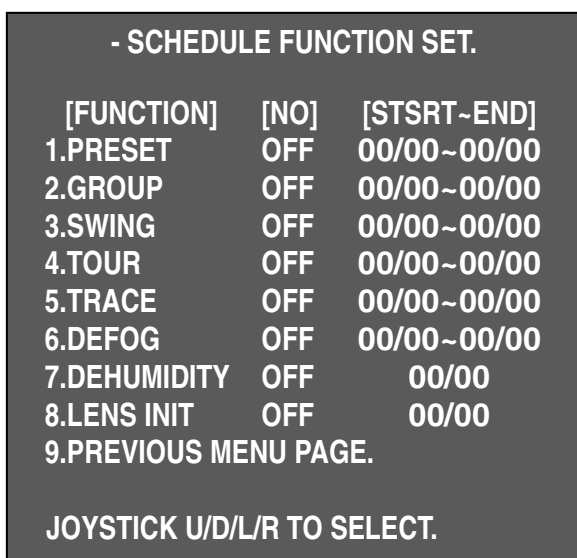 - SCHEDULE FUNCTION SET.
[FUNCTION] [NO] [STSRT~END]
1.PRESET OFF 00/00~00/00
2.GROUP OFF 00/00~00/00
3.SWING OFF 00/00~00/00
4.TOUR OFF 00/00~00/00
5.TRACE OFF 00/00~00/00
6.DEFOG OFF 00/00~00/00
7.DEHUMIDITY OFF 00/00
8.LENS INIT OFF 00/00
9.PREVIOUS MENU PAGE.
JOYSTICK U/D/L/R TO SELECT.